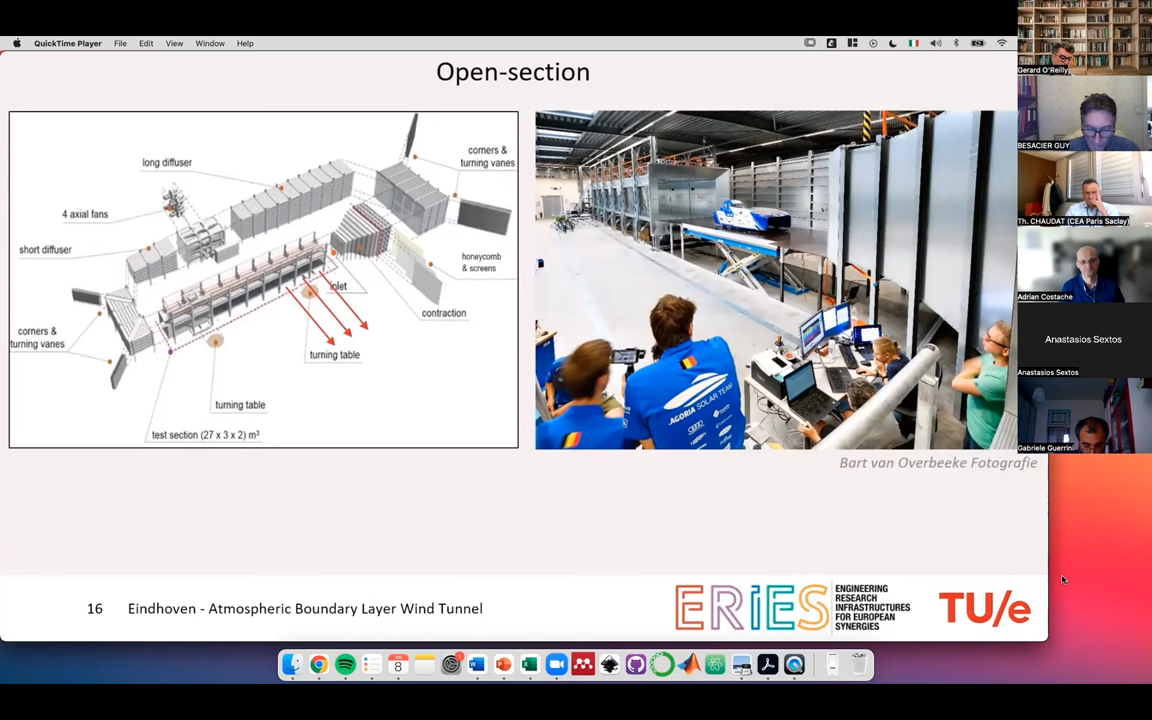 QuickTime Player File Edit View Window Help
Open-section
long diffuser
corners &
turning vanes
4 axial fans
short diffuser
honeycomb
& screens
inlet
contraction
corners &
turning vanes
turning table
turning table
test section (27 x 3 x 2) m³
AGORIA SOLAR TEAM
Bart van Overbeeke Fotografie
16 Eindhoven - Atmospheric Boundary Layer Wind Tunnel
ERIES
ENGINEERING
RESEARCH
INFRASTRUCTURES
FOR EUROPEAN
SYNERGIES
TU/e
Gerard O'Reilly
BESACIER GUY
Th. CHAUDAT (CEA Paris Saclay)
Adrian Costache
Anastasios Sextos
Anastasios Sextos
Gabriele Guerrini
8